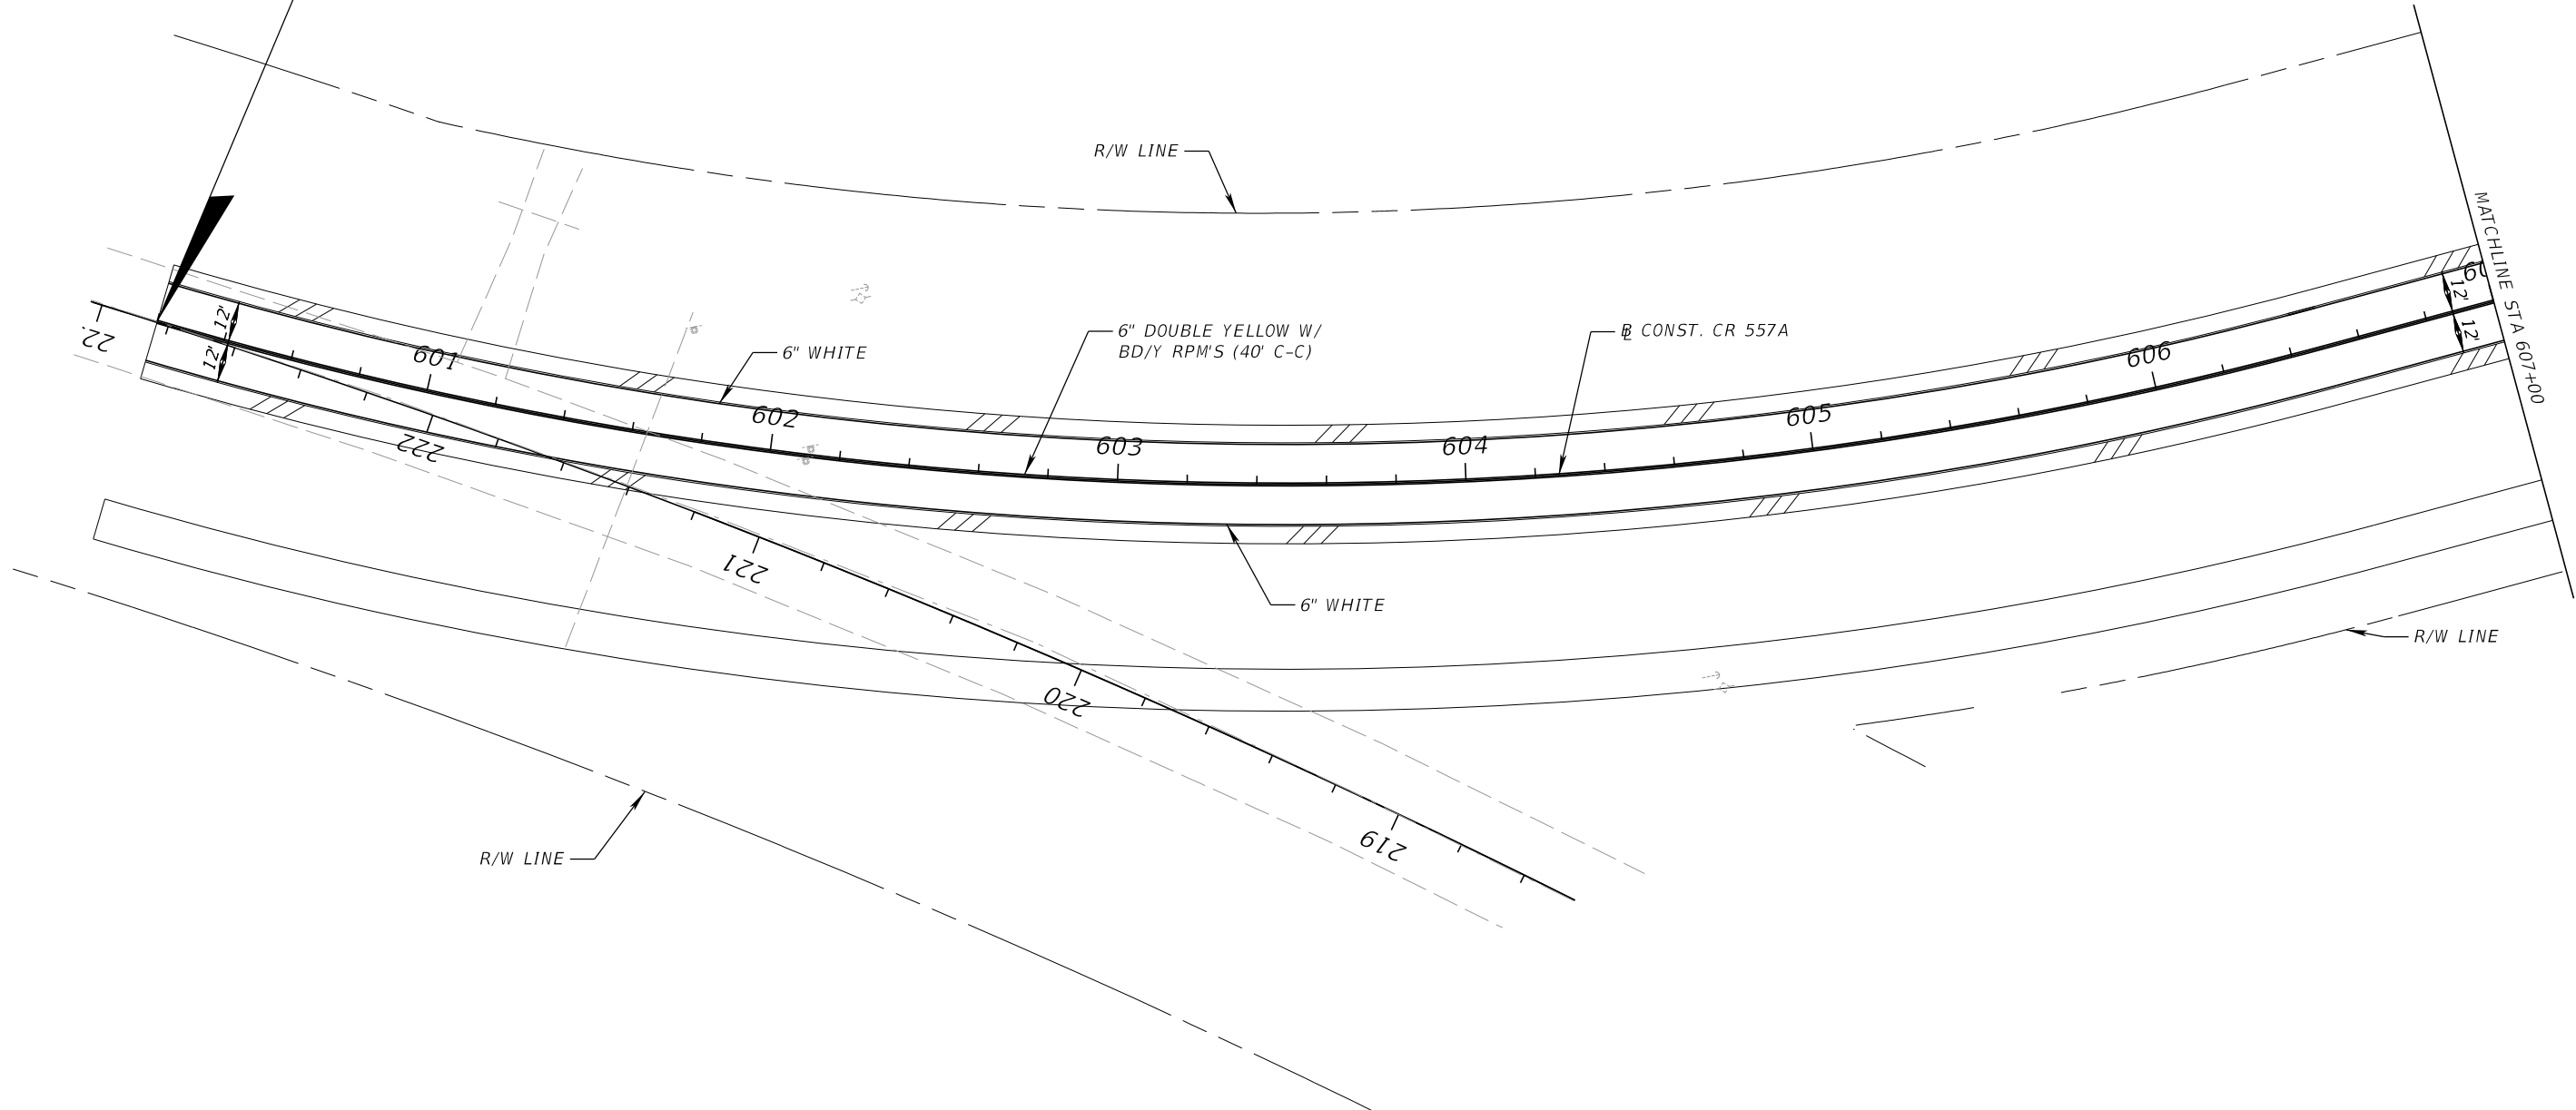 R/W LINE
MATCHLINE STA 607+00
12'
12'
601
6" WHITE
6" DOUBLE YELLOW W/
BD/Y RPM'S (40' C-C)
B̲L CONST. CR 557A
606
12'
12'
602
603
604
605
222
221
6" WHITE
R/W LINE
220
219
R/W LINE